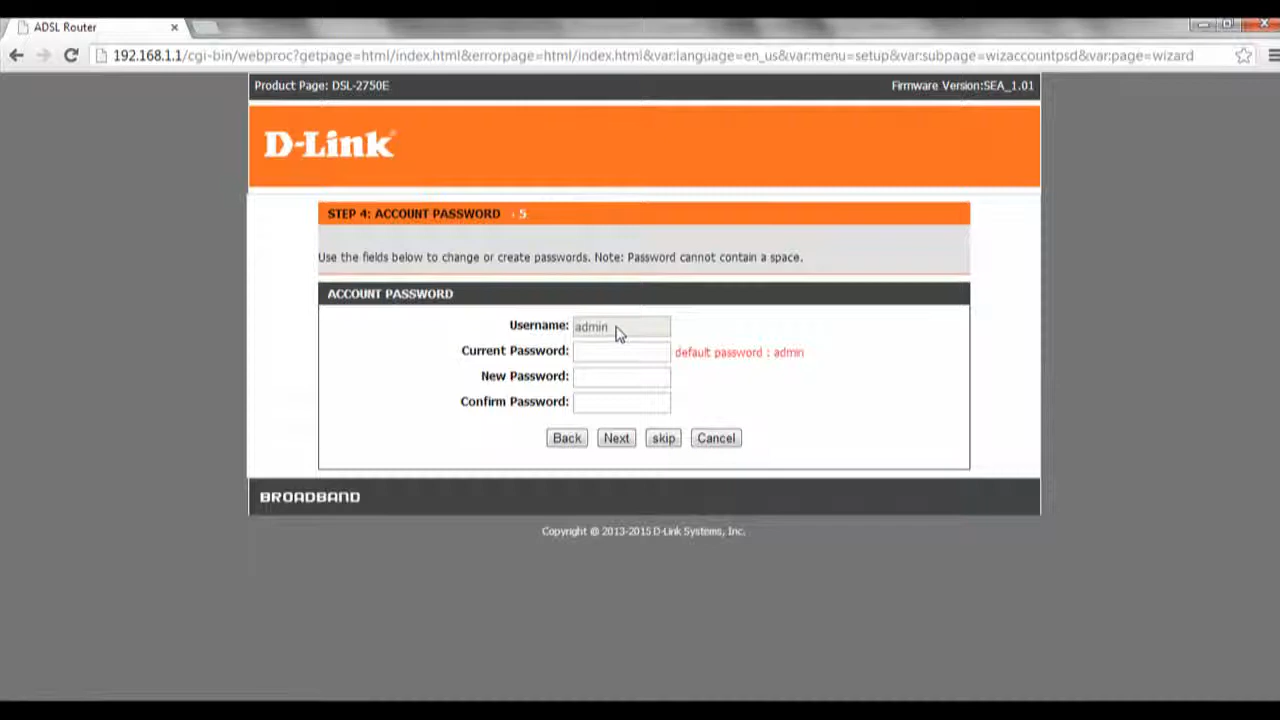 ADSL Router
192.168.1.1/cgi-bin/webproc?getpage=html/index.html&errorpage=html/index.html&var:language=en_us&var:menu=setup&var:subpage=wizaccountpsd&var:page=wizard
Product Page: DSL-2750E Firmware Version:SEA_1.01
D-Link
STEP 4: ACCOUNT PASSWORD › 5
Use the fields below to change or create passwords. Note: Password cannot contain a space.
ACCOUNT PASSWORD
Username: admin
Current Password: default password : admin
New Password:
Confirm Password:
Back Next skip Cancel
BROADBAND
Copyright @ 2013-2015 D-Link Systems, Inc.